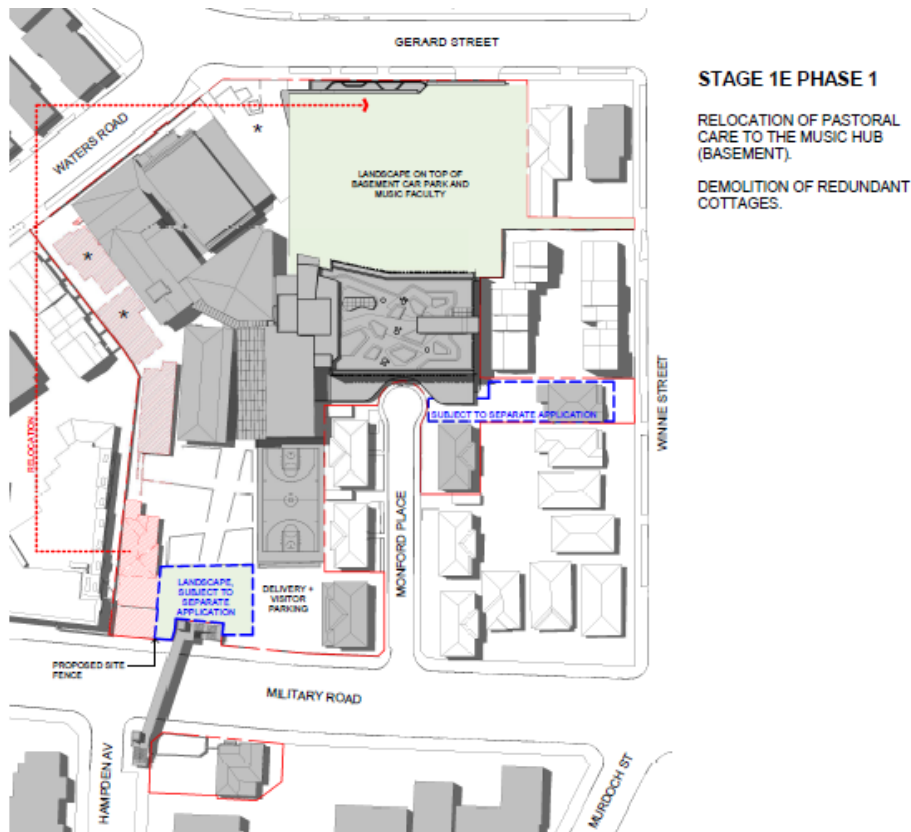 GERARD STREET
STAGE 1E PHASE 1
RELOCATION OF PASTORAL
CARE TO THE MUSIC HUB
(BASEMENT).
DEMOLITION OF REDUNDANT
COTTAGES.
WATERS ROAD
*
LANDSCAPE ON TOP OF
BASEMENT CAR PARK AND
MUSIC FACULTY
*
*
RELOCATION
SUBJECT TO SEPARATE APPLICATION
WINNIE STREET
MONFORD PLACE
LANDSCAPE,
SUBJECT TO
SEPARATE
APPLICATION
DELIVERY +
VISITOR
PARKING
PROPOSED SITE
FENCE
MILITARY ROAD
HAMPDEN AV
MURDOCH ST